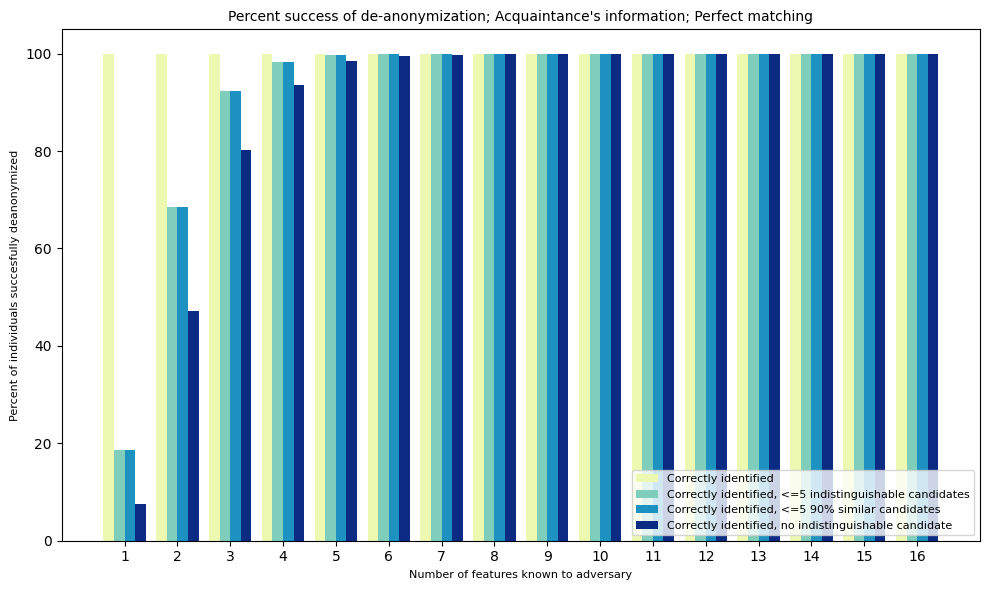 Percent success of de-anonymization; Acquaintance's information; Perfect matching
Percent of individuals succesfully deanonymized
100
80
60
40
20
0
Correctly identified
Correctly identified, <=5 indistinguishable candidates
Correctly identified, <=5 90% similar candidates
Correctly identified, no indistinguishable candidate
1 2 3 4 5 6 7 8 9 10 11 12 13 14 15 16
Number of features known to adversary